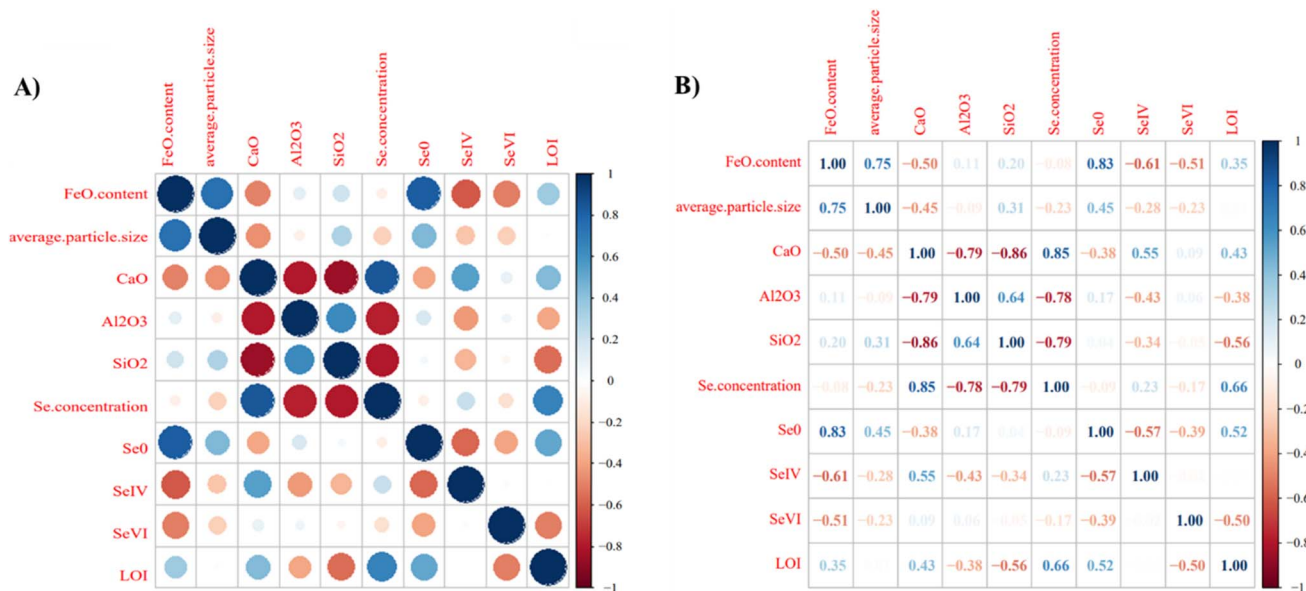 A)
FeO.content
average.particle.size
CaO
Al2O3
SiO2
Se.concentration
Se0
SeIV
SeVI
LOI
FeO.content
average.particle.size
CaO
Al2O3
SiO2
Se.concentration
Se0
SeIV
SeVI
LOI
1
0.8
0.6
0.4
0.2
0
−0.2
−0.4
−0.6
−0.8
−1
B)
FeO.content
average.particle.size
CaO
Al2O3
SiO2
Se.concentration
Se0
SeIV
SeVI
LOI
FeO.content 1.00 0.75 −0.50 0.11 0.20 −0.08 0.83 −0.61 −0.51 0.35
average.particle.size 0.75 1.00 −0.45 −0.09 0.31 −0.23 0.45 −0.28 −0.23
CaO −0.50 −0.45 1.00 −0.79 −0.86 0.85 −0.38 0.55 0.09 0.43
Al2O3 0.11 −0.09 −0.79 1.00 0.64 −0.78 0.17 −0.43 0.06 −0.38
SiO2 0.20 0.31 −0.86 0.64 1.00 −0.79 0.04 −0.34 −0.05 −0.56
Se.concentration −0.08 −0.23 0.85 −0.78 −0.79 1.00 −0.09 0.23 −0.17 0.66
Se0 0.83 0.45 −0.38 0.17 0.04 −0.09 1.00 −0.57 −0.39 0.52
SeIV −0.61 −0.28 0.55 −0.43 −0.34 0.23 −0.57 1.00
SeVI −0.51 −0.23 0.09 0.06 −0.05 −0.17 −0.39 1.00 −0.50
LOI 0.35 0.43 −0.38 −0.56 0.66 0.52 −0.50 1.00
1
0.8
0.6
0.4
0.2
0
−0.2
−0.4
−0.6
−0.8
−1